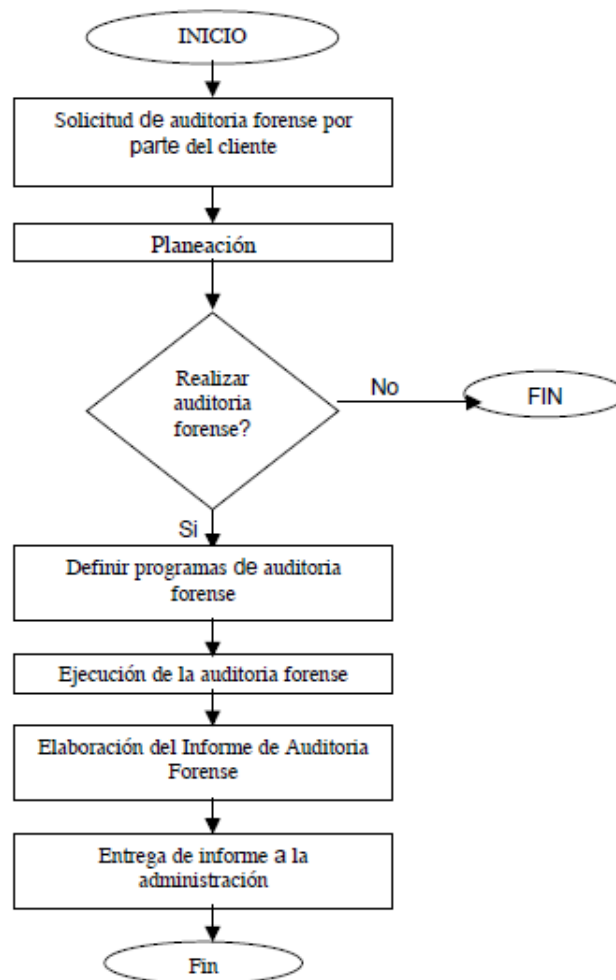 INICIO
Solicitud de auditoria forense por
parte del cliente
Planeación
Realizar
auditoria
forense?
No
FIN
Si
Definir programas de auditoria
forense
Ejecución de la auditoria forense
Elaboración del Informe de Auditoria
Forense
Entrega de informe a la
administración
Fin